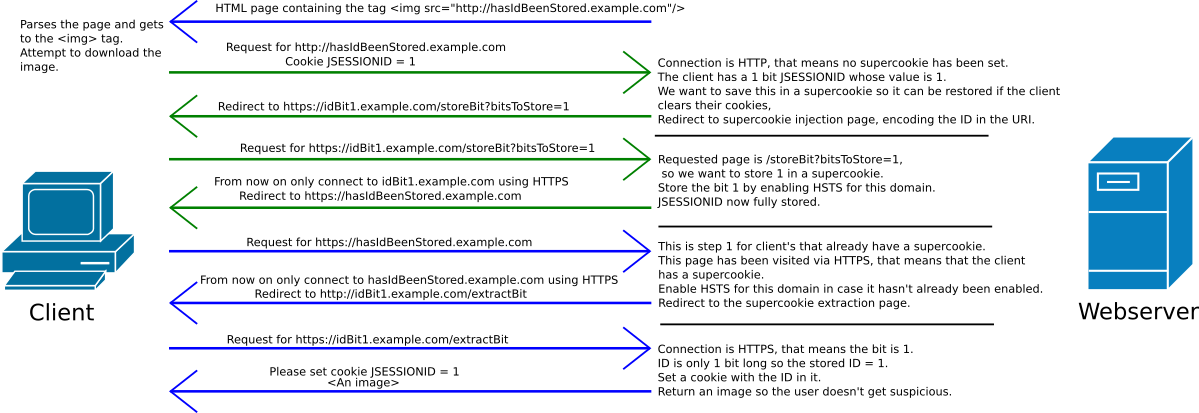 HTML page containing the tag <img src="http://hasIdBeenStored.example.com"/>
Parses the page and gets
to the <img> tag.
Attempt to download the
image.
Request for http://hasIdBeenStored.example.com
Cookie JSESSIONID = 1
Connection is HTTP, that means no supercookie has been set.
The client has a 1 bit JSESSIONID whose value is 1.
We want to save this in a supercookie so it can be restored if the client
clears their cookies,
Redirect to supercookie injection page, encoding the ID in the URI.
Redirect to https://idBit1.example.com/storeBit?bitsToStore=1
Request for https://idBit1.example.com/storeBit?bitsToStore=1
Requested page is /storeBit?bitsToStore=1,
so we want to store 1 in a supercookie.
Store the bit 1 by enabling HSTS for this domain.
JSESSIONID now fully stored.
From now on only connect to idBit1.example.com using HTTPS
Redirect to https://hasIdBeenStored.example.com
Request for https://hasIdBeenStored.example.com
This is step 1 for client's that already have a supercookie.
This page has been visited via HTTPS, that means that the client
has a supercookie.
Enable HSTS for this domain in case it hasn't already been enabled.
Redirect to the supercookie extraction page.
From now on only connect to hasIdBeenStored.example.com using HTTPS
Redirect to http://idBit1.example.com/extractBit
Client
Webserver
Request for https://idBit1.example.com/extractBit
Connection is HTTPS, that means the bit is 1.
ID is only 1 bit long so the stored ID = 1.
Set a cookie with the ID in it.
Return an image so the user doesn't get suspicious.
Please set cookie JSESSIONID = 1
<An image>